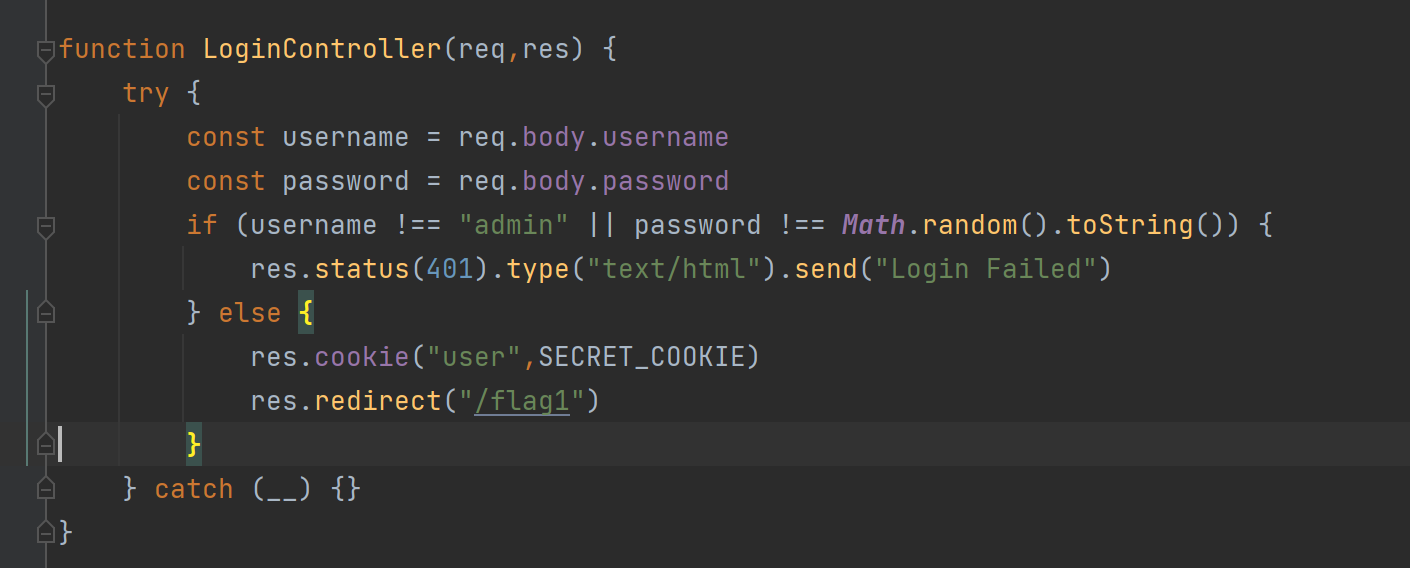 function LoginController(req,res) {
try {
const username = req.body.username
const password = req.body.password
if (username !== "admin" || password !== Math.random().toString()) {
res.status(401).type("text/html").send("Login Failed")
} else {
res.cookie("user",SECRET_COOKIE)
res.redirect("/flag1")
}
} catch (__) {}
}